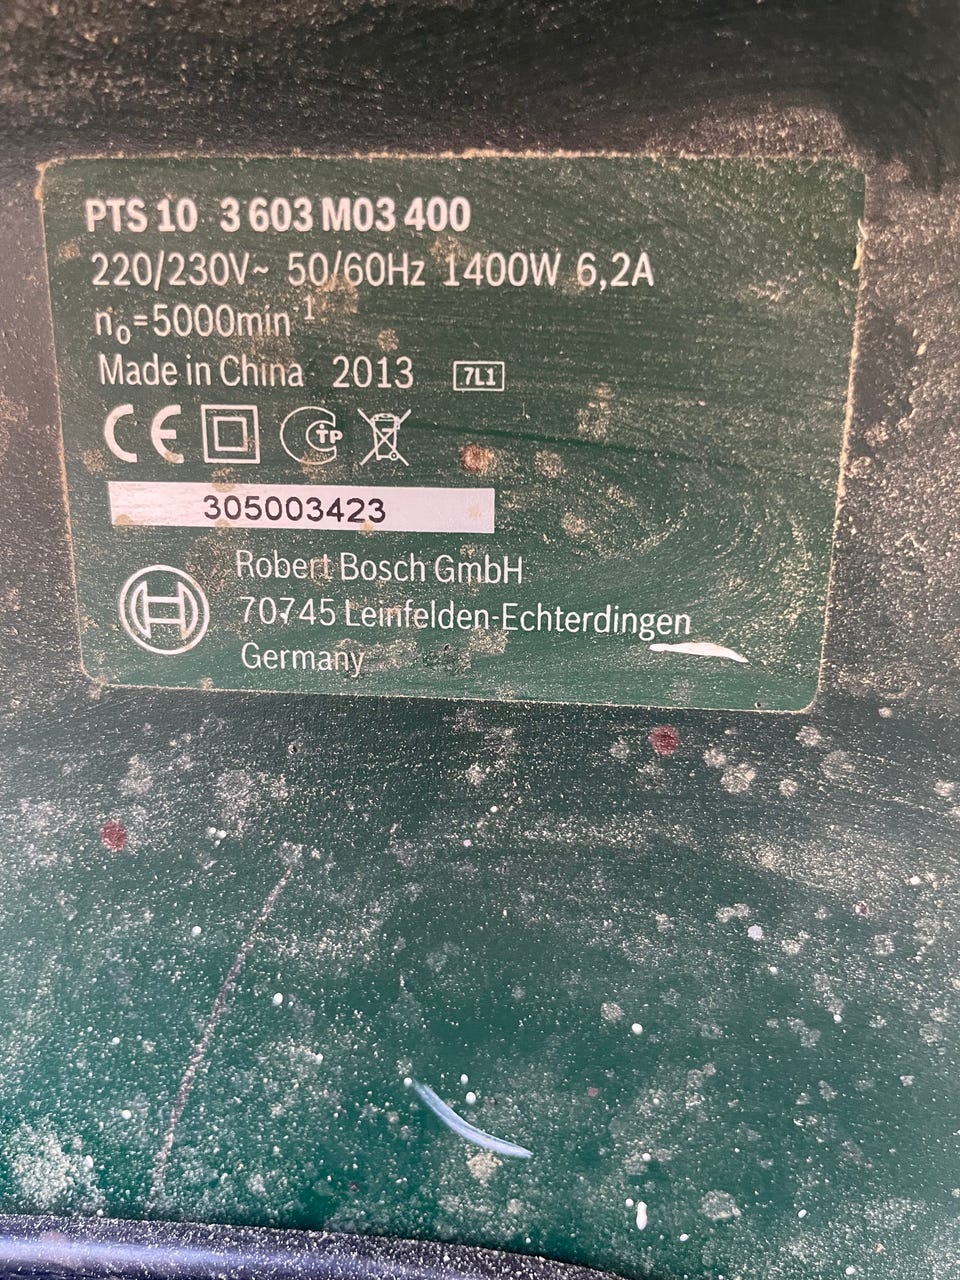 PTS 10 3 603 M03 400
220/230V~ 50/60Hz 1400W 6,2A
n₀=5000min⁻¹
Made in China 2013 7L1
CE
305003423
Robert Bosch GmbH
70745 Leinfelden-Echterdingen
Germany